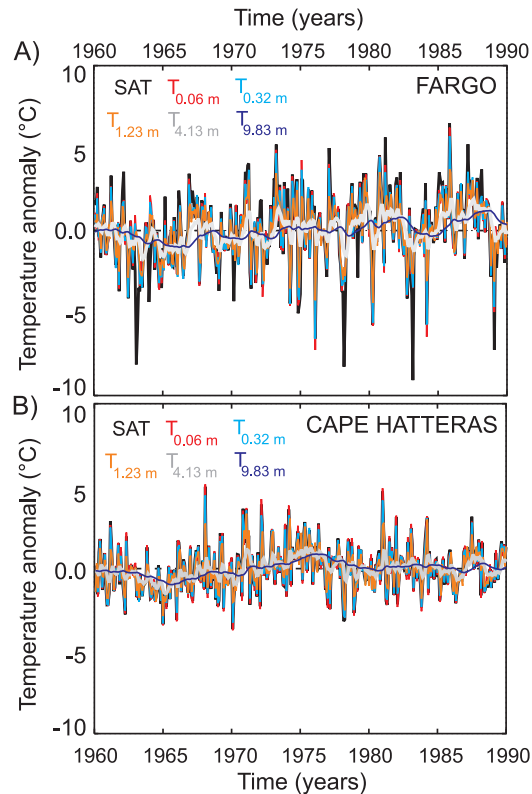 Time (years)
1960 1965 1970 1975 1980 1985 1990
A)
10
5
0.0
-5
-10
Temperature anomaly (°C)
SAT T0.06 m T0.32 m FARGO
T1.23 m T4.13 m T9.83 m
B)
10
5
0.0
-5
-10
Temperature anomaly (°C)
SAT T0.06 m T0.32 m CAPE HATTERAS
T1.23 m T4.13 m T9.83 m
1960 1965 1970 1975 1980 1985 1990
Time (years)